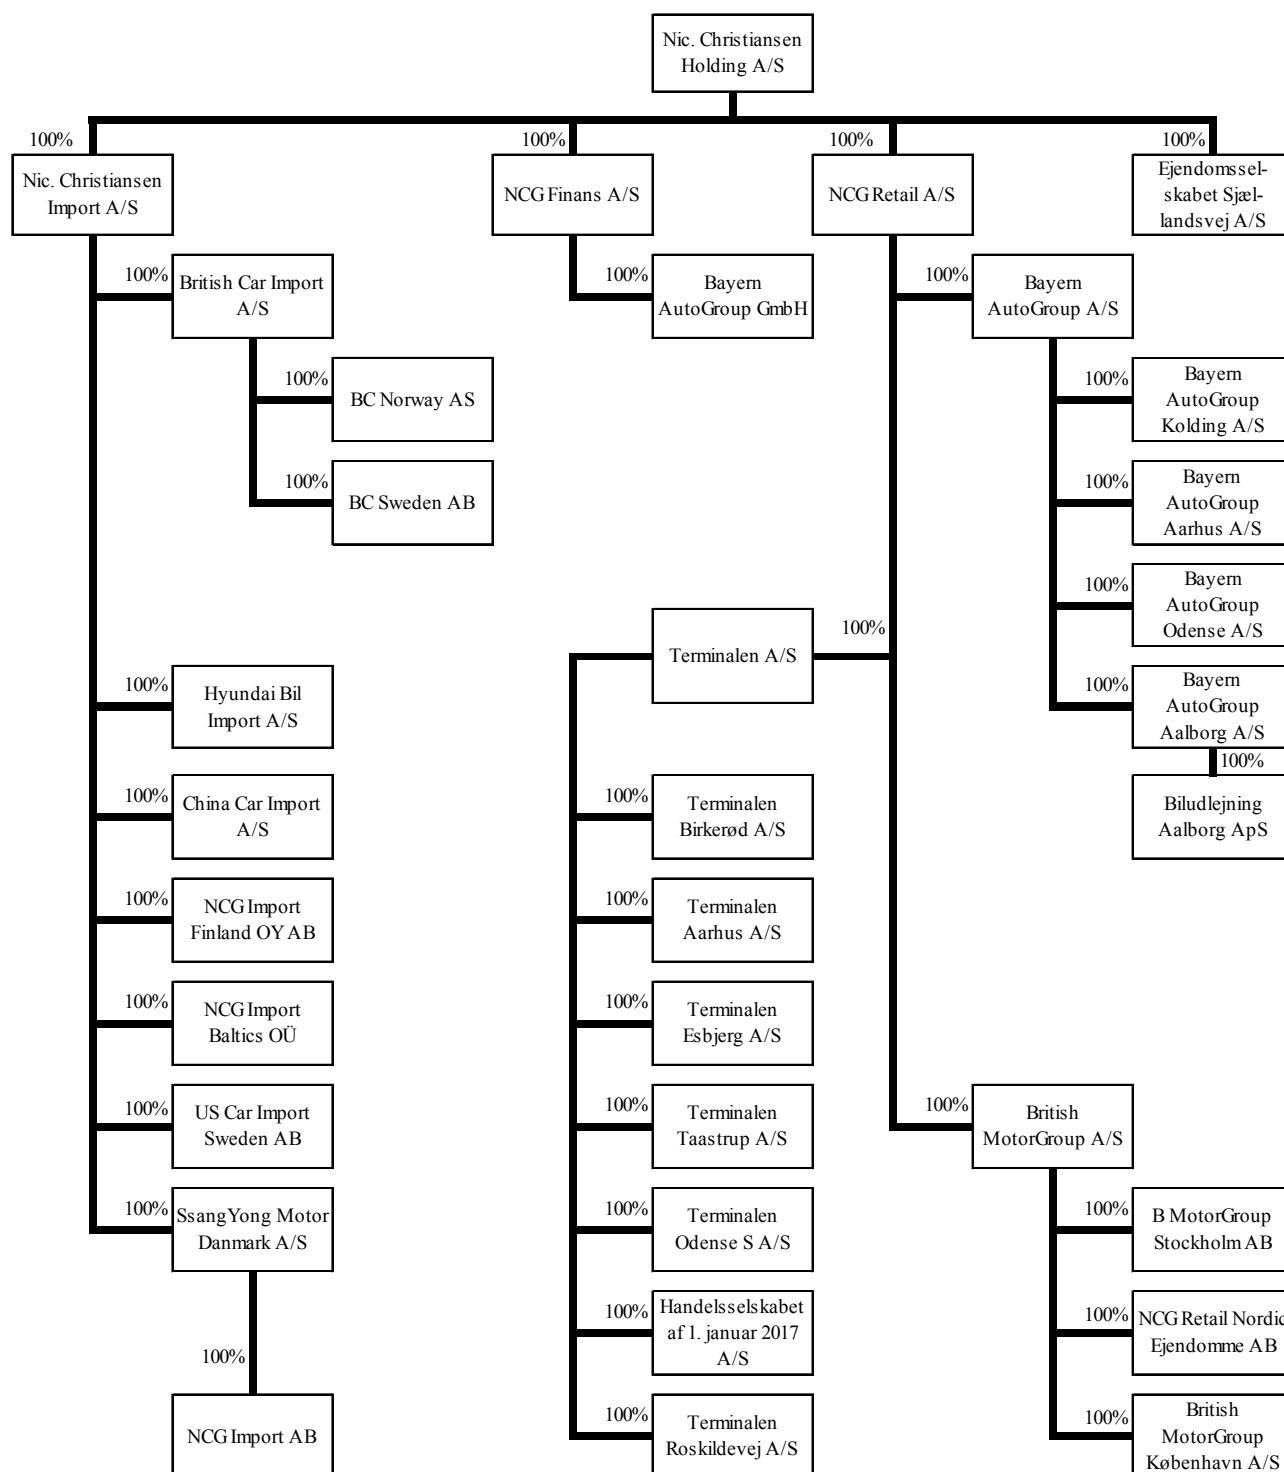 Nic. Christiansen
Holding A/S
100%
100%
100%
100%
Nic. Christiansen
Import A/S
NCG Finans A/S
NCG Retail A/S
Ejendomssel-
skabet Sjæl-
landsvej A/S
100%
British Car Import
A/S
100%
Bayern
AutoGroup GmbH
100%
Bayern
AutoGroup A/S
100%
BC Norway AS
100%
Bayern
AutoGroup
Kolding A/S
100%
BC Sweden AB
100%
Bayern
AutoGroup
Aarhus A/S
100%
Bayern
AutoGroup
Odense A/S
Terminalen A/S
100%
100%
Hyundai Bil
Import A/S
100%
Bayern
AutoGroup
Aalborg A/S
100%
100%
China Car Import
A/S
100%
Terminalen
Birkerød A/S
Biludlejning
Aalborg ApS
100%
NCG Import
Finland OY AB
100%
Terminalen
Aarhus A/S
100%
NCG Import
Baltics OÜ
100%
Terminalen
Esbjerg A/S
100%
US Car Import
Sweden AB
100%
Terminalen
Taastrup A/S
100%
British
MotorGroup A/S
100%
SsangYong Motor
Danmark A/S
100%
Terminalen
Odense S A/S
100%
B MotorGroup
Stockholm AB
100%
Handelsselskabet
af 1. januar 2017
A/S
100%
NCG Retail Nordic
Ejendomme AB
100%
NCG Import AB
100%
Terminalen
Roskildevej A/S
100%
British
MotorGroup
København A/S